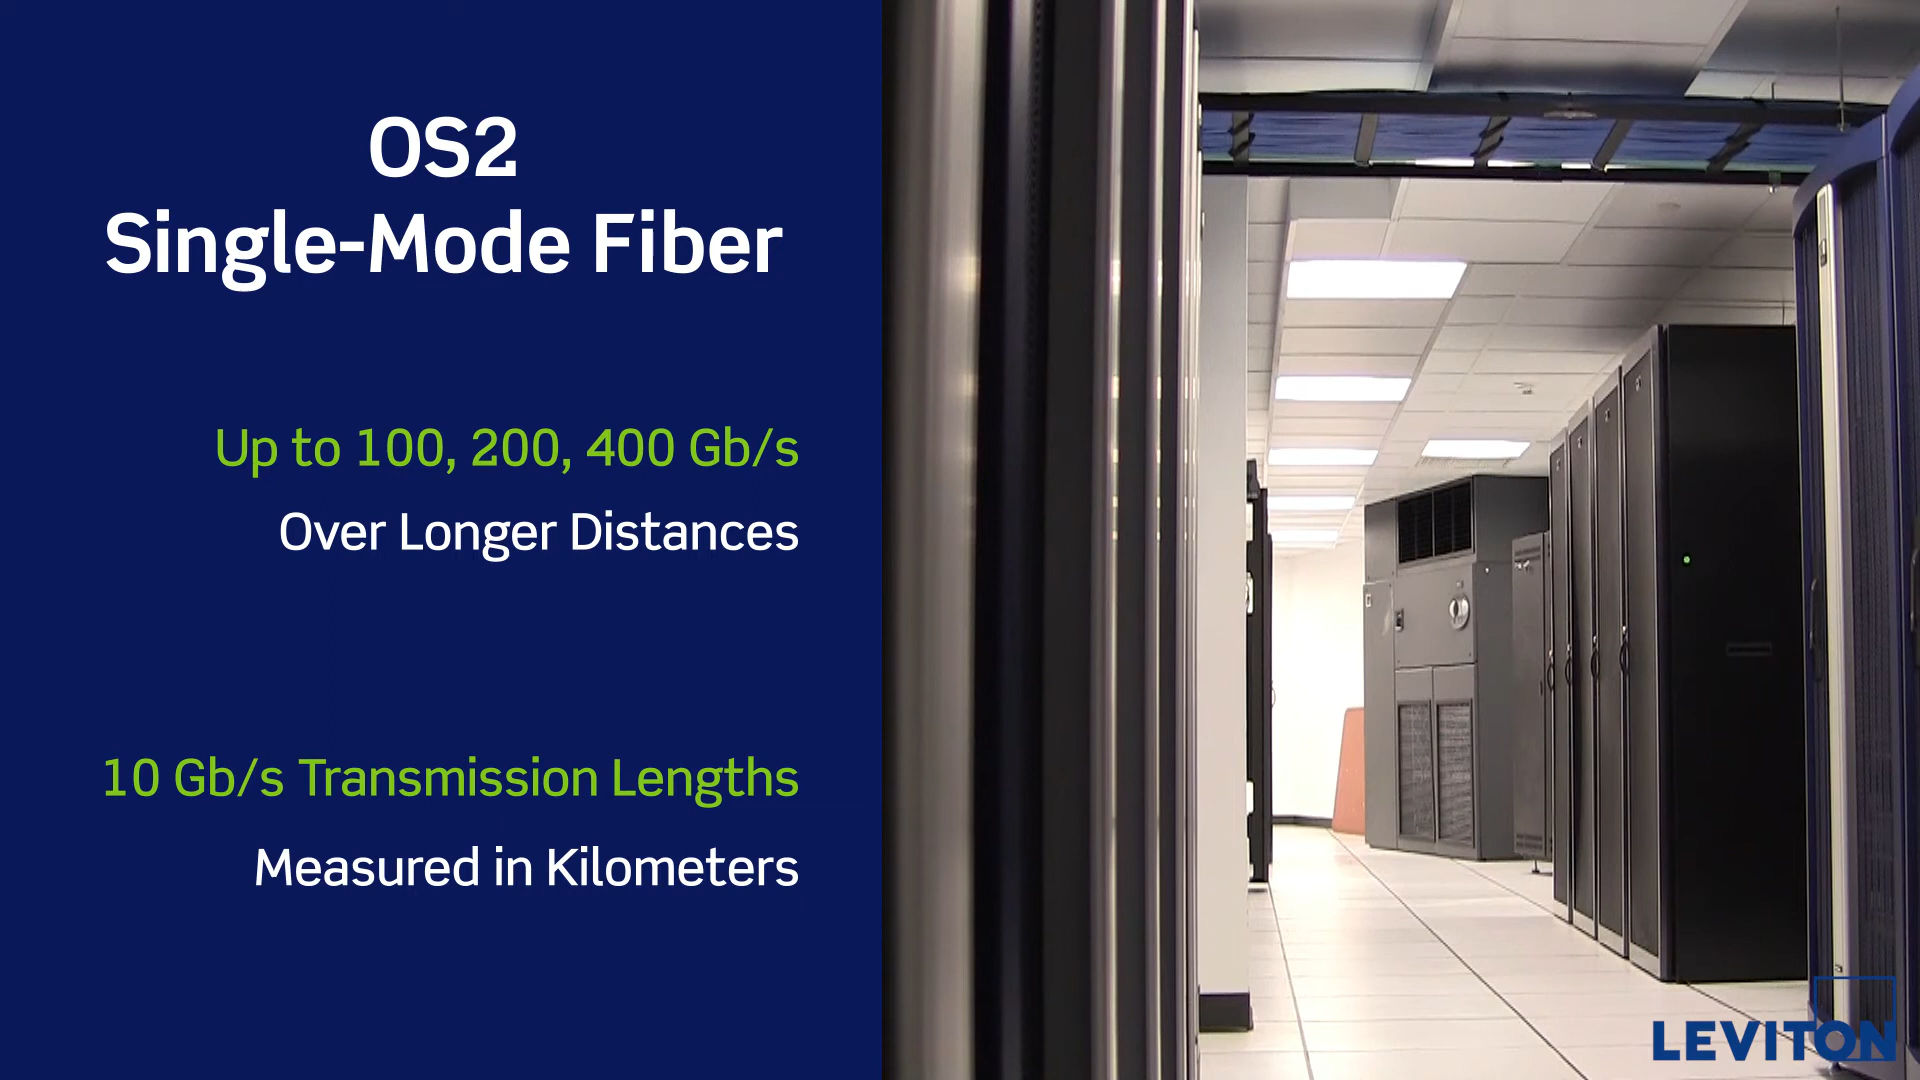 OS2
Single-Mode Fiber
Up to 100, 200, 400 Gb/s
Over Longer Distances
10 Gb/s Transmission Lengths
Measured in Kilometers
LEVITON